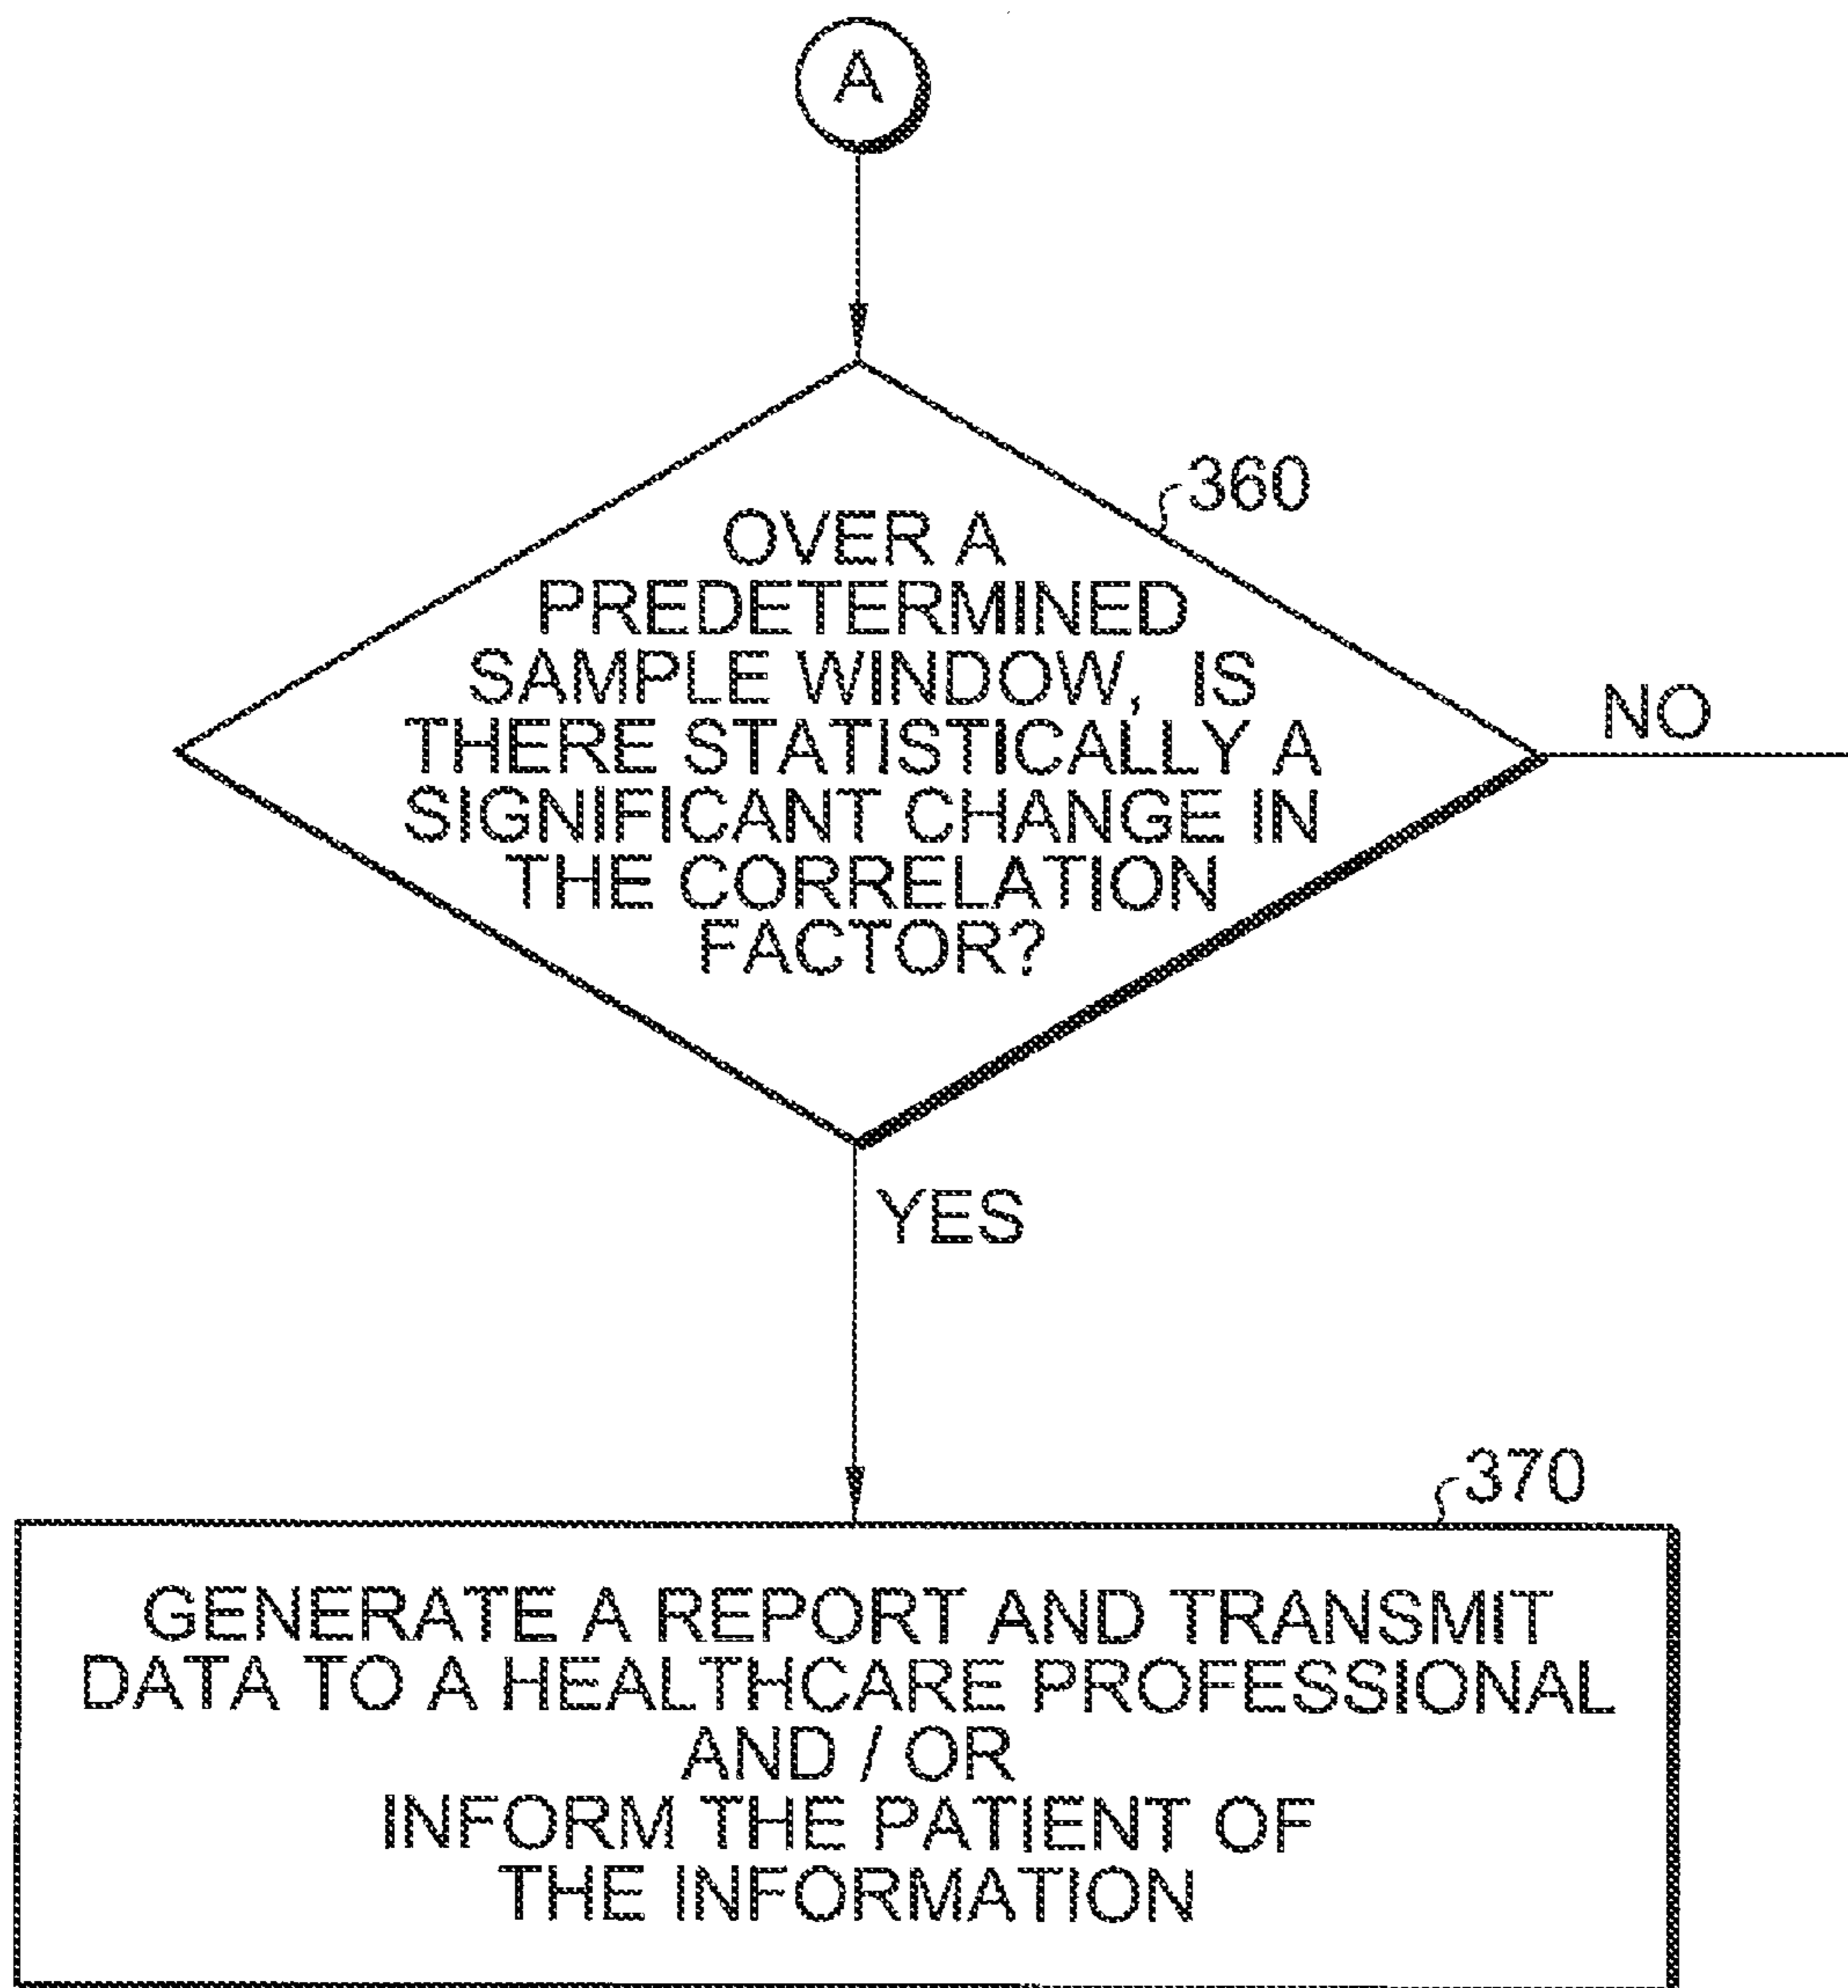 A
360
OVER A
PREDETERMINED
SAMPLE WINDOW, IS
THERE STATISTICALLY A
SIGNIFICANT CHANGE IN
THE CORRELATION
FACTOR?
NO
YES
370
GENERATE A REPORT AND TRANSMIT
DATA TO A HEALTHCARE PROFESSIONAL
AND / OR
INFORM THE PATIENT OF
THE INFORMATION